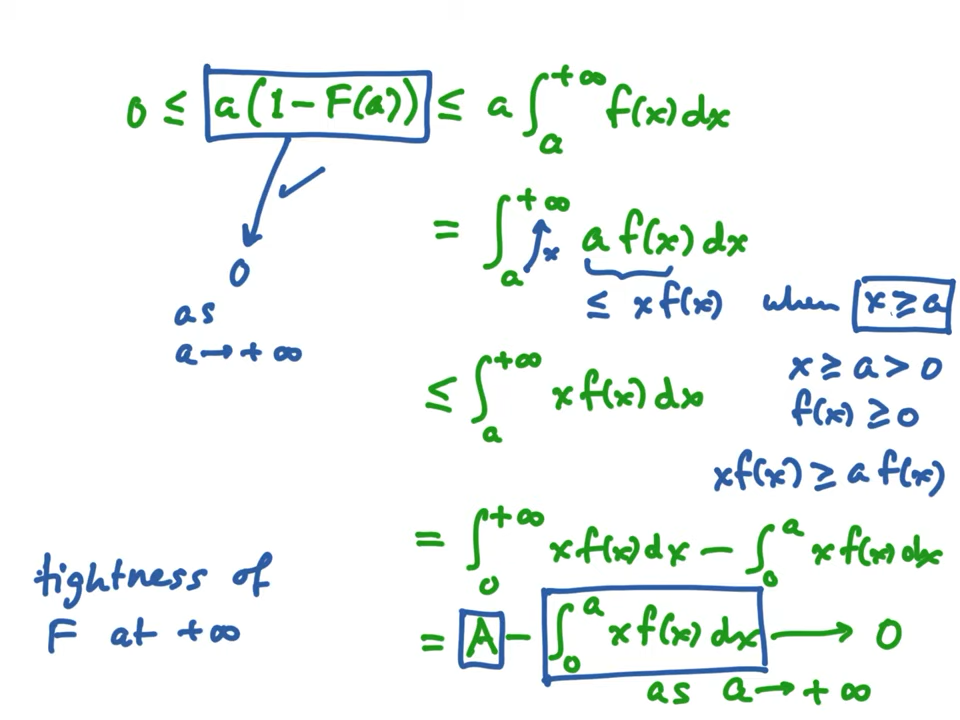 0 ≤ a(1 − F(a)) ≤ a ∫_a^{+∞} f(x) dx
0
as
a → +∞
= ∫_a^{+∞} a f(x) dx
x
≤ x f(x) when x ≥ a
x ≥ a > 0
f(x) ≥ 0
x f(x) ≥ a f(x)
≤ ∫_a^{+∞} x f(x) dx
= ∫_0^{+∞} x f(x) dx − ∫_0^a x f(x) dx
= A − ∫_0^a x f(x) dx → 0
as a → +∞
tightness of
F at +∞